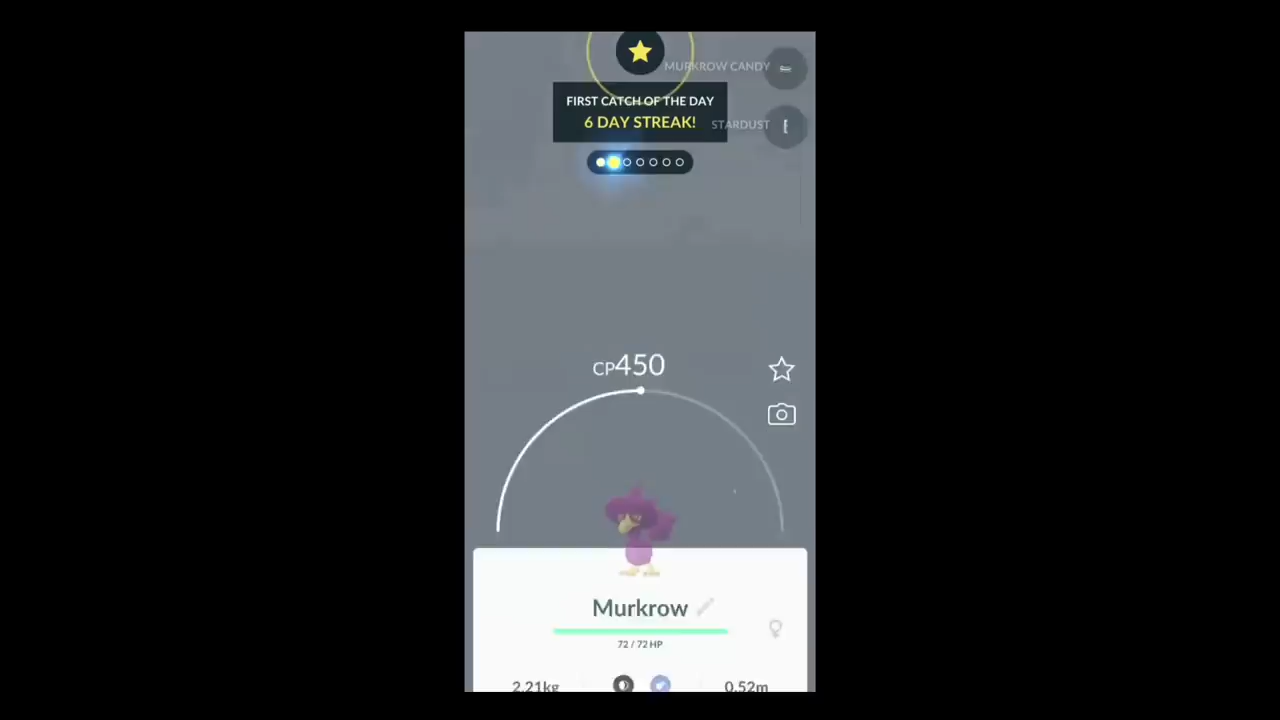 MURKROW CANDY
FIRST CATCH OF THE DAY
6 DAY STREAK!
STARDUST
CP450
Murkrow
72 / 72 HP
2.21kg
0.52m